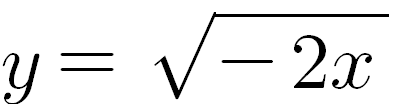 y = √−2x